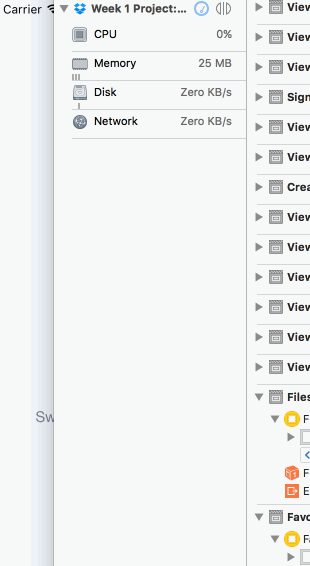 Carrier
Week 1 Project:...
CPU 0%
Memory 25 MB
Disk Zero KB/s
Network Zero KB/s
Sw
View
View
View
Sign
View
View
Crea
View
View
View
View
View
View
Files
F
F
E
Favo
Fa